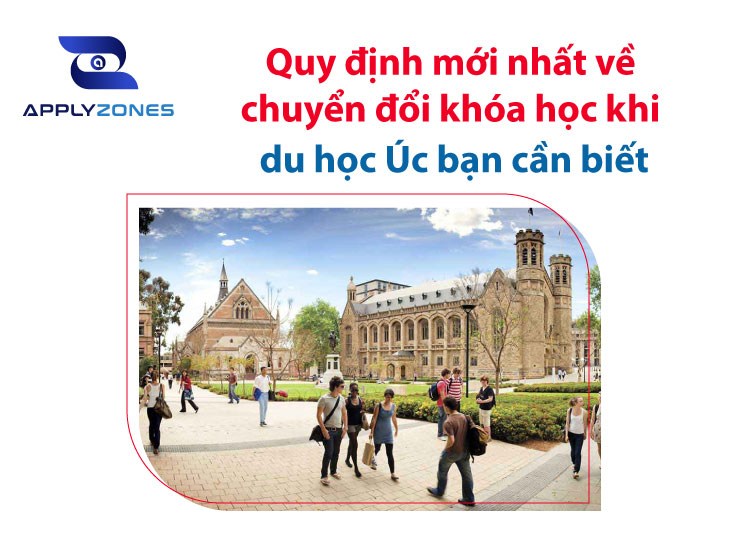 APPLYZONES
Quy định mới nhất về
chuyển đổi khóa học khi
du học Úc bạn cần biết